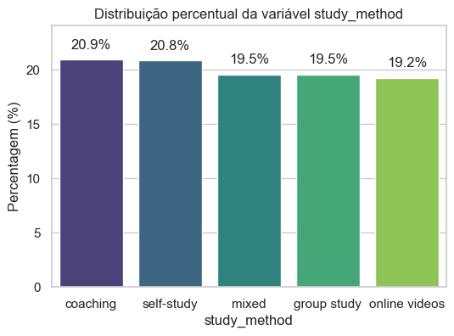 Distribuição percentual da variável study_method
20.9%
20.8%
19.5%
19.5%
19.2%
Percentagem (%)
20
15
10
5
0
coaching
self-study
mixed
group study
online videos
study_method